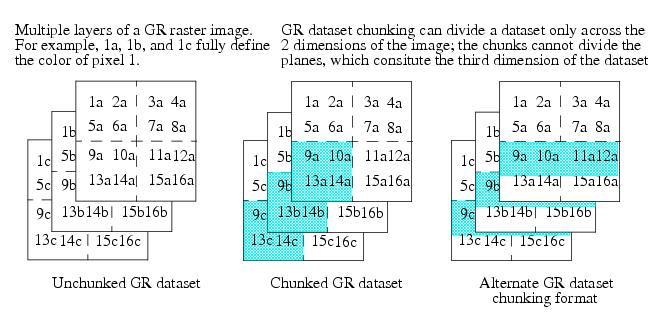 Multiple layers of a GR raster image.
For example, 1a, 1b, and 1c fully define
the color of pixel 1.
GR dataset chunking can divide a dataset only across the
2 dimensions of the image; the chunks cannot divide the
planes, which consitute the third dimension of the dataset
1a 2a 3a 4a
1b 5a 6a 7a 8a
1c 5b 9a 10a 11a 12a
5c 9b 13a 14a 15a 16a
9c 13b 14b 15b 16b
13c 14c 15c 16c
Unchunked GR dataset
1a 2a 3a 4a
1b 5a 6a 7a 8a
1c 5b 9a 10a 11a 12a
5c 9b 13a 14a 15a 16a
9c 13b 14b 15b 16b
13c 14c 15c 16c
Chunked GR dataset
1a 2a 3a 4a
1b 5a 6a 7a 8a
1c 5b 9a 10a 11a 12a
5c 9b 13a 14a 15a 16a
9c 13b 14b 15b 16b
13c 14c 15c 16c
Alternate GR dataset
chunking format